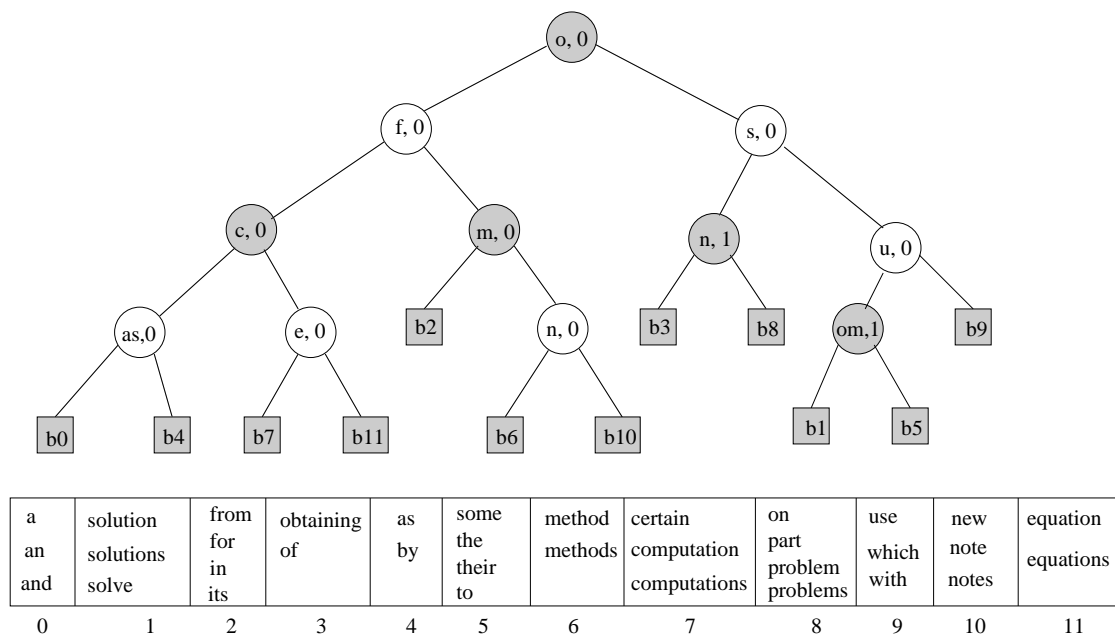 o, 0
f, 0
s, 0
c, 0
m, 0
n, 1
u, 0
as,0
e, 0
b2
n, 0
b3
b8
om,1
b9
b0
b4
b7
b11
b6
b10
b1
b5
a
an
and
solution
solutions
solve
from
for
in
its
obtaining
of
as
by
some
the
their
to
method
methods
certain
computation
computations
on
part
problem
problems
use
which
with
new
note
notes
equation
equations
0 1 2 3 4 5 6 7 8 9 10 11